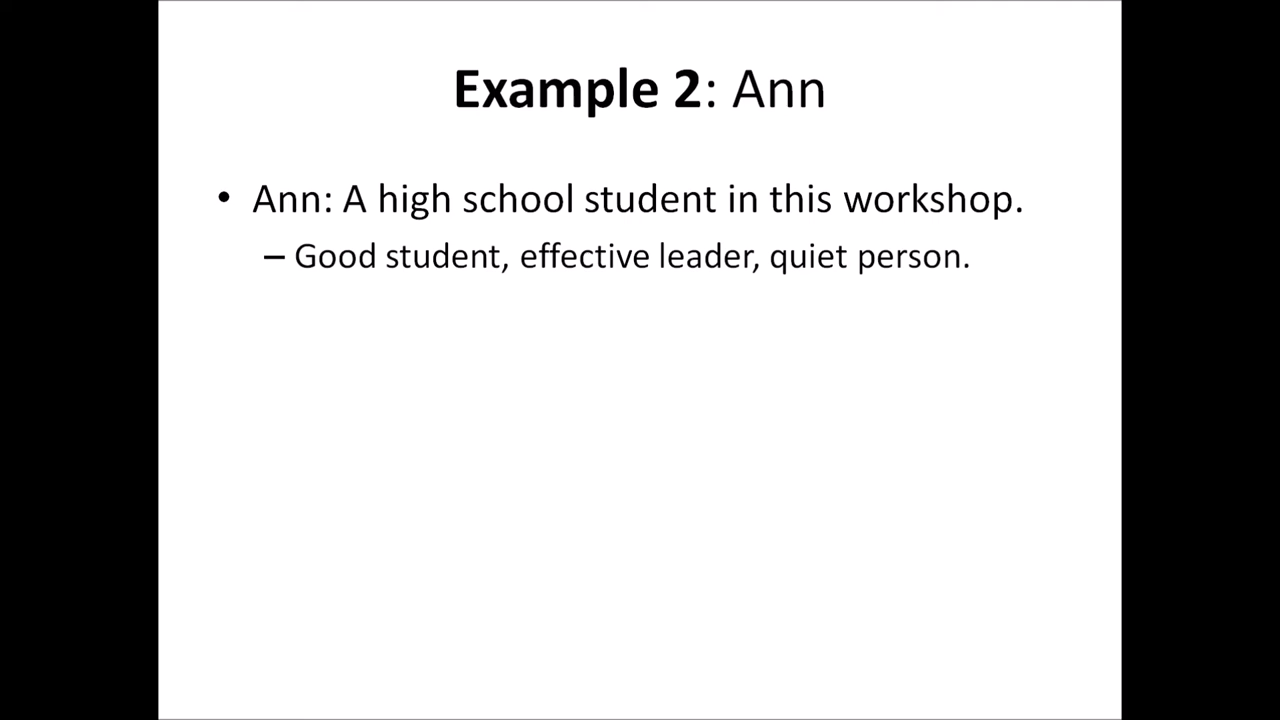 Example 2: Ann
• Ann: A high school student in this workshop.
– Good student, effective leader, quiet person.